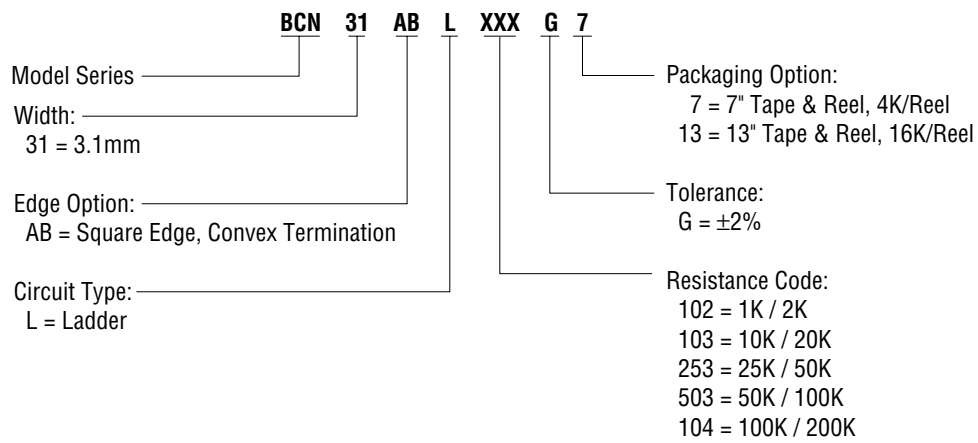 BCN 31 AB L XXX G 7
Model Series
Width:
31 = 3.1mm
Edge Option:
AB = Square Edge, Convex Termination
Circuit Type:
L = Ladder
Packaging Option:
7 = 7" Tape & Reel, 4K/Reel
13 = 13" Tape & Reel, 16K/Reel
Tolerance:
G = ±2%
Resistance Code:
102 = 1K / 2K
103 = 10K / 20K
253 = 25K / 50K
503 = 50K / 100K
104 = 100K / 200K